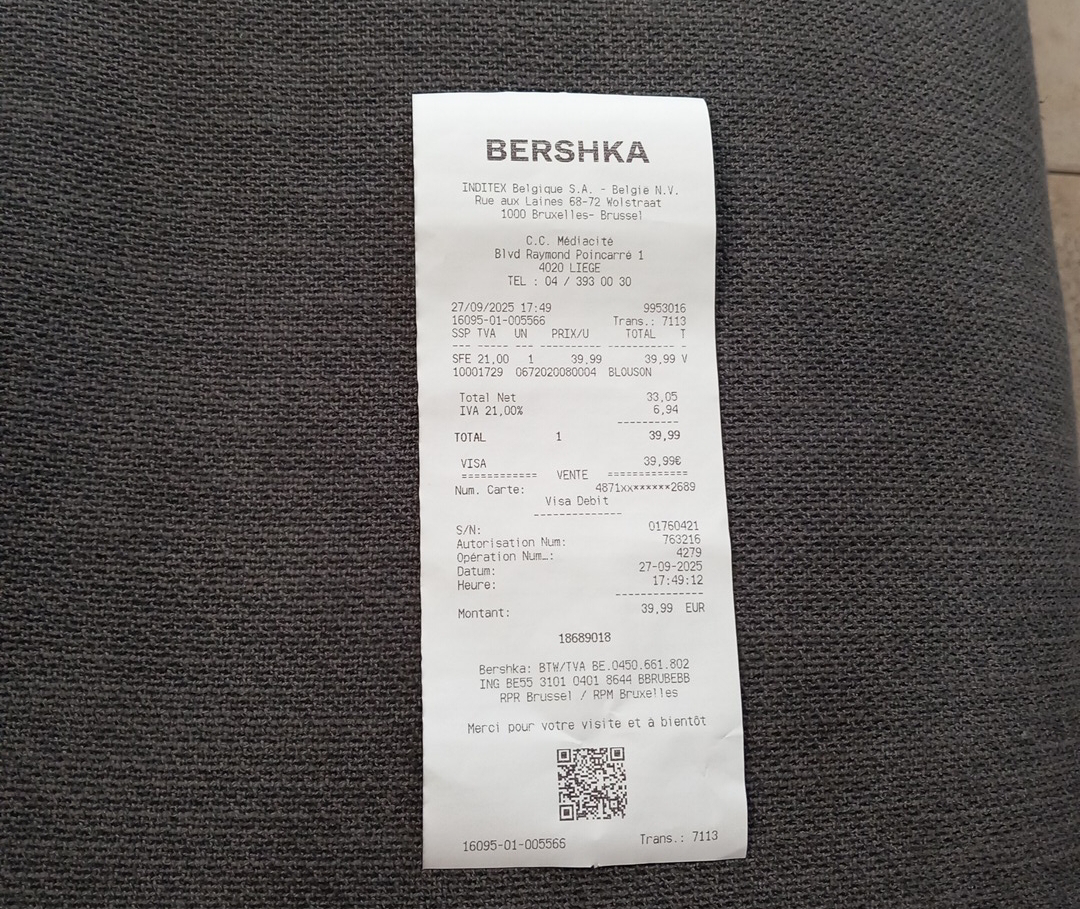 BERSHKA
INDITEX Belgique S.A. - Belgie N.V.
Rue aux Laines 68-72 Wolstraat
1000 Bruxelles- Brussel
C.C. Médiacité
Blvd Raymond Poincarré 1
4020 LIEGE
TEL : 04 / 393 00 30
27/09/2025 17:49 9953016
16095-01-005566 Trans.: 7113
SSP TVA UN PRIX/U TOTAL T
--- ----- --- ---------- ----------- -
SFE 21,00 1 39,99 39,99 V
10001729 0672020080004 BLOUSON
Total Net 33,05
IVA 21,00% 6,94
----------
TOTAL 1 39,99
VISA 39,99€
============ VENTE =============
Num. Carte: 4871xx******2689
Visa Debit
--------------
S/N: 01760421
Autorisation Num: 763216
Opération Num_: 4279
Datum: 27-09-2025
Heure: 17:49:12
--------------
Montant: 39,99 EUR
18689018
Bershka: BTW/TVA BE.0450.661.802
ING BE55 3101 0401 8644 BBRUBEBB
RPR Brussel / RPM Bruxelles
Merci pour votre visite et à bientôt
16095-01-005566 Trans.: 7113